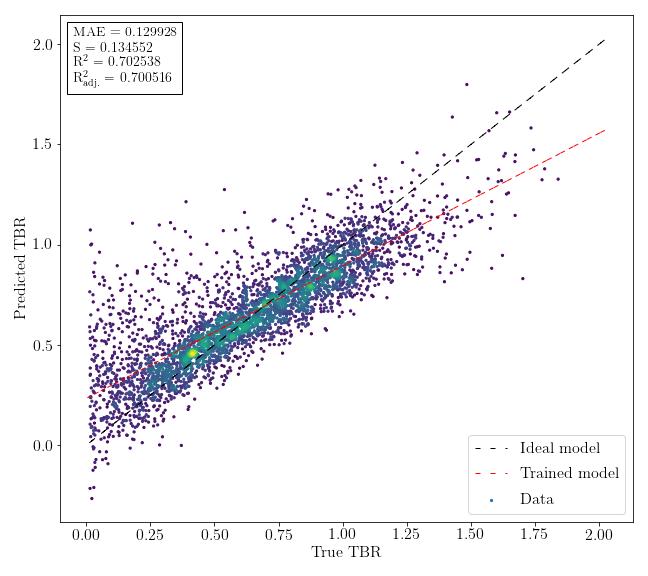 MAE = 0.129928
S = 0.134552
R² = 0.702538
R²adj. = 0.700516
2.0
1.5
1.0
0.5
0.0
Predicted TBR
Ideal model
Trained model
Data
0.00 0.25 0.50 0.75 1.00 1.25 1.50 1.75 2.00
True TBR